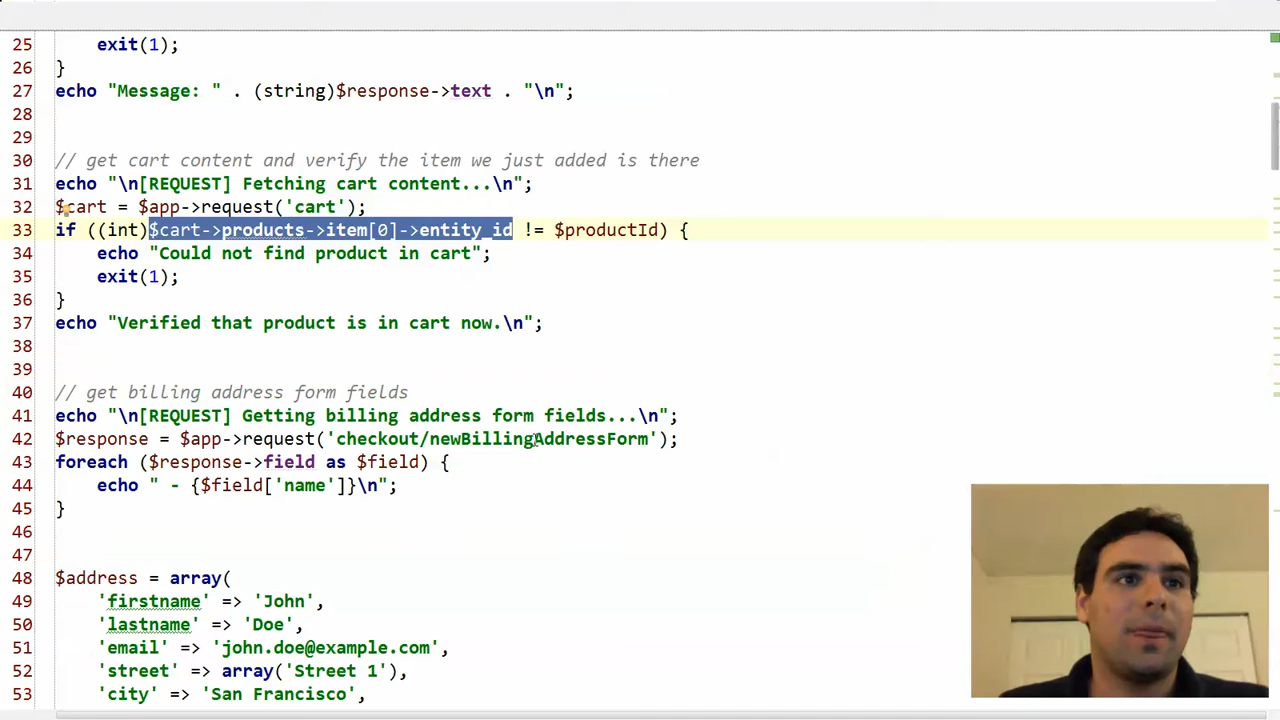 25 exit(1);
26 }
27 echo "Message: " . (string)$response->text . "\n";
28
29
30 // get cart content and verify the item we just added is there
31 echo "\n[REQUEST] Fetching cart content...\n";
32 $cart = $app->request('cart');
33 if ((int)$cart->products->item[0]->entity_id != $productId) {
34 echo "Could not find product in cart";
35 exit(1);
36 }
37 echo "Verified that product is in cart now.\n";
38
39
40 // get billing address form fields
41 echo "\n[REQUEST] Getting billing address form fields...\n";
42 $response = $app->request('checkout/newBillingAddressForm');
43 foreach ($response->field as $field) {
44 echo " - {$field['name']}\n";
45 }
46
47
48 $address = array(
49 'firstname' => 'John',
50 'lastname' => 'Doe',
51 'email' => 'john.doe@example.com',
52 'street' => array('Street 1'),
53 'city' => 'San Francisco',